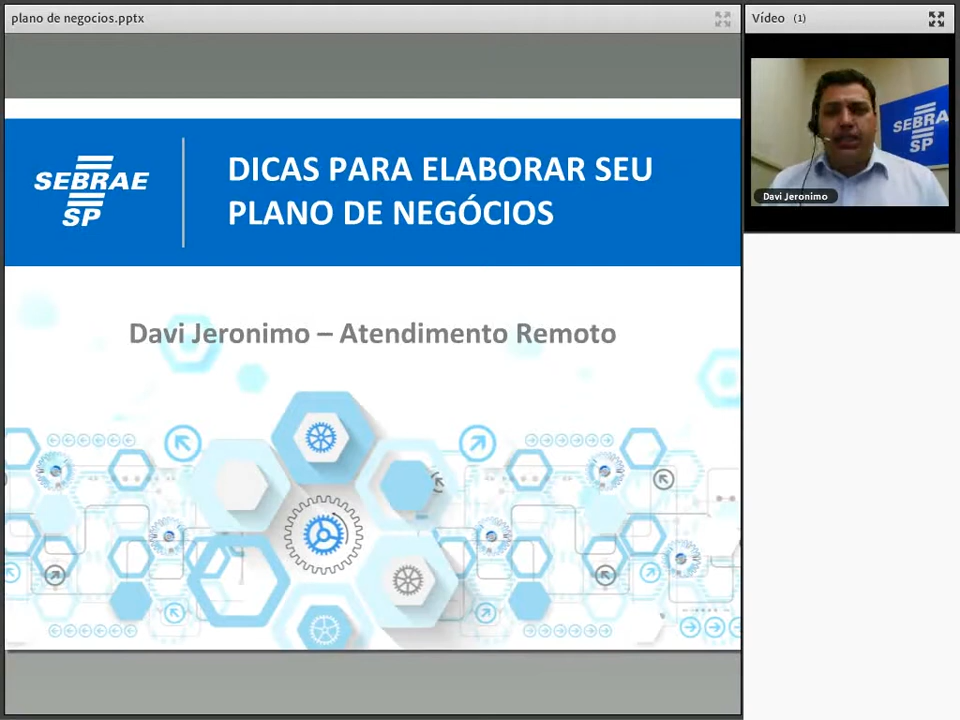 plano de negocios.pptx
Vídeo (1)
SEBRAE
SP
DICAS PARA ELABORAR SEU
PLANO DE NEGÓCIOS
Davi Jeronimo – Atendimento Remoto
SEBRA
SP
Davi Jeronimo